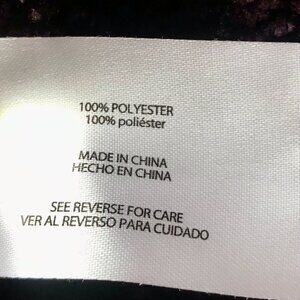 100% POLYESTER
100% poliéster
MADE IN CHINA
HECHO EN CHINA
SEE REVERSE FOR CARE
VER AL REVERSO PARA CUIDADO